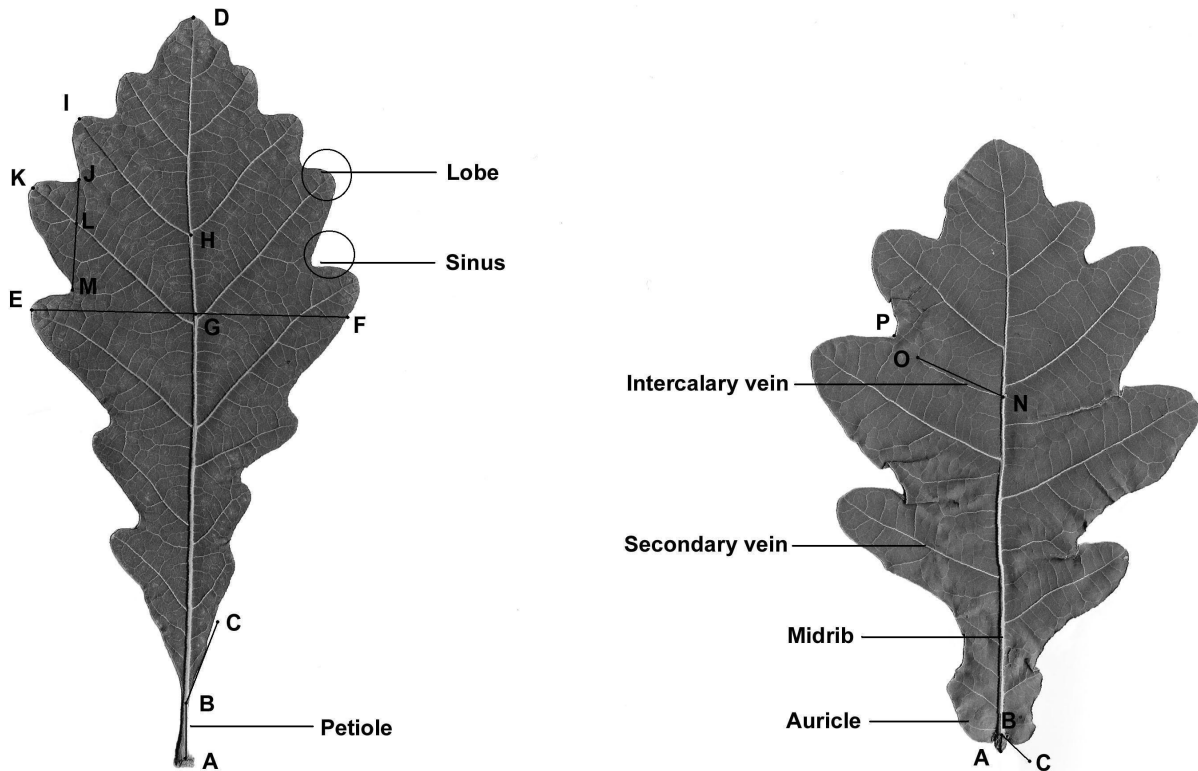 D
I
K
J
L
H
M
E
G
F
C
B
A
Petiole
Lobe
Sinus
P
O
Intercalary vein
N
Secondary vein
Midrib
Auricle
B
A
C